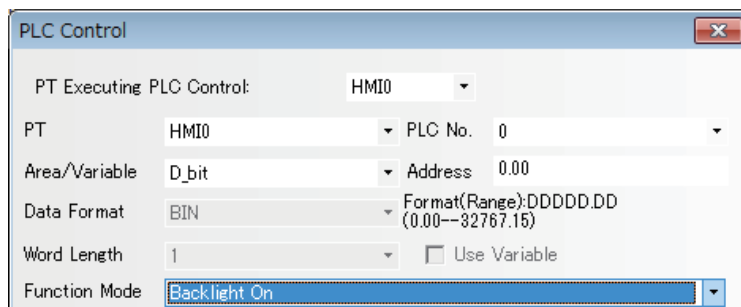 PLC Control
PT Executing PLC Control: HMI0
PT HMI0 PLC No. 0
Area/Variable D_bit Address 0.00
Data Format BIN Format(Range):DDDDD.DD
(0.00--32767.15)
Word Length 1 Use Variable
Function Mode Backlight On